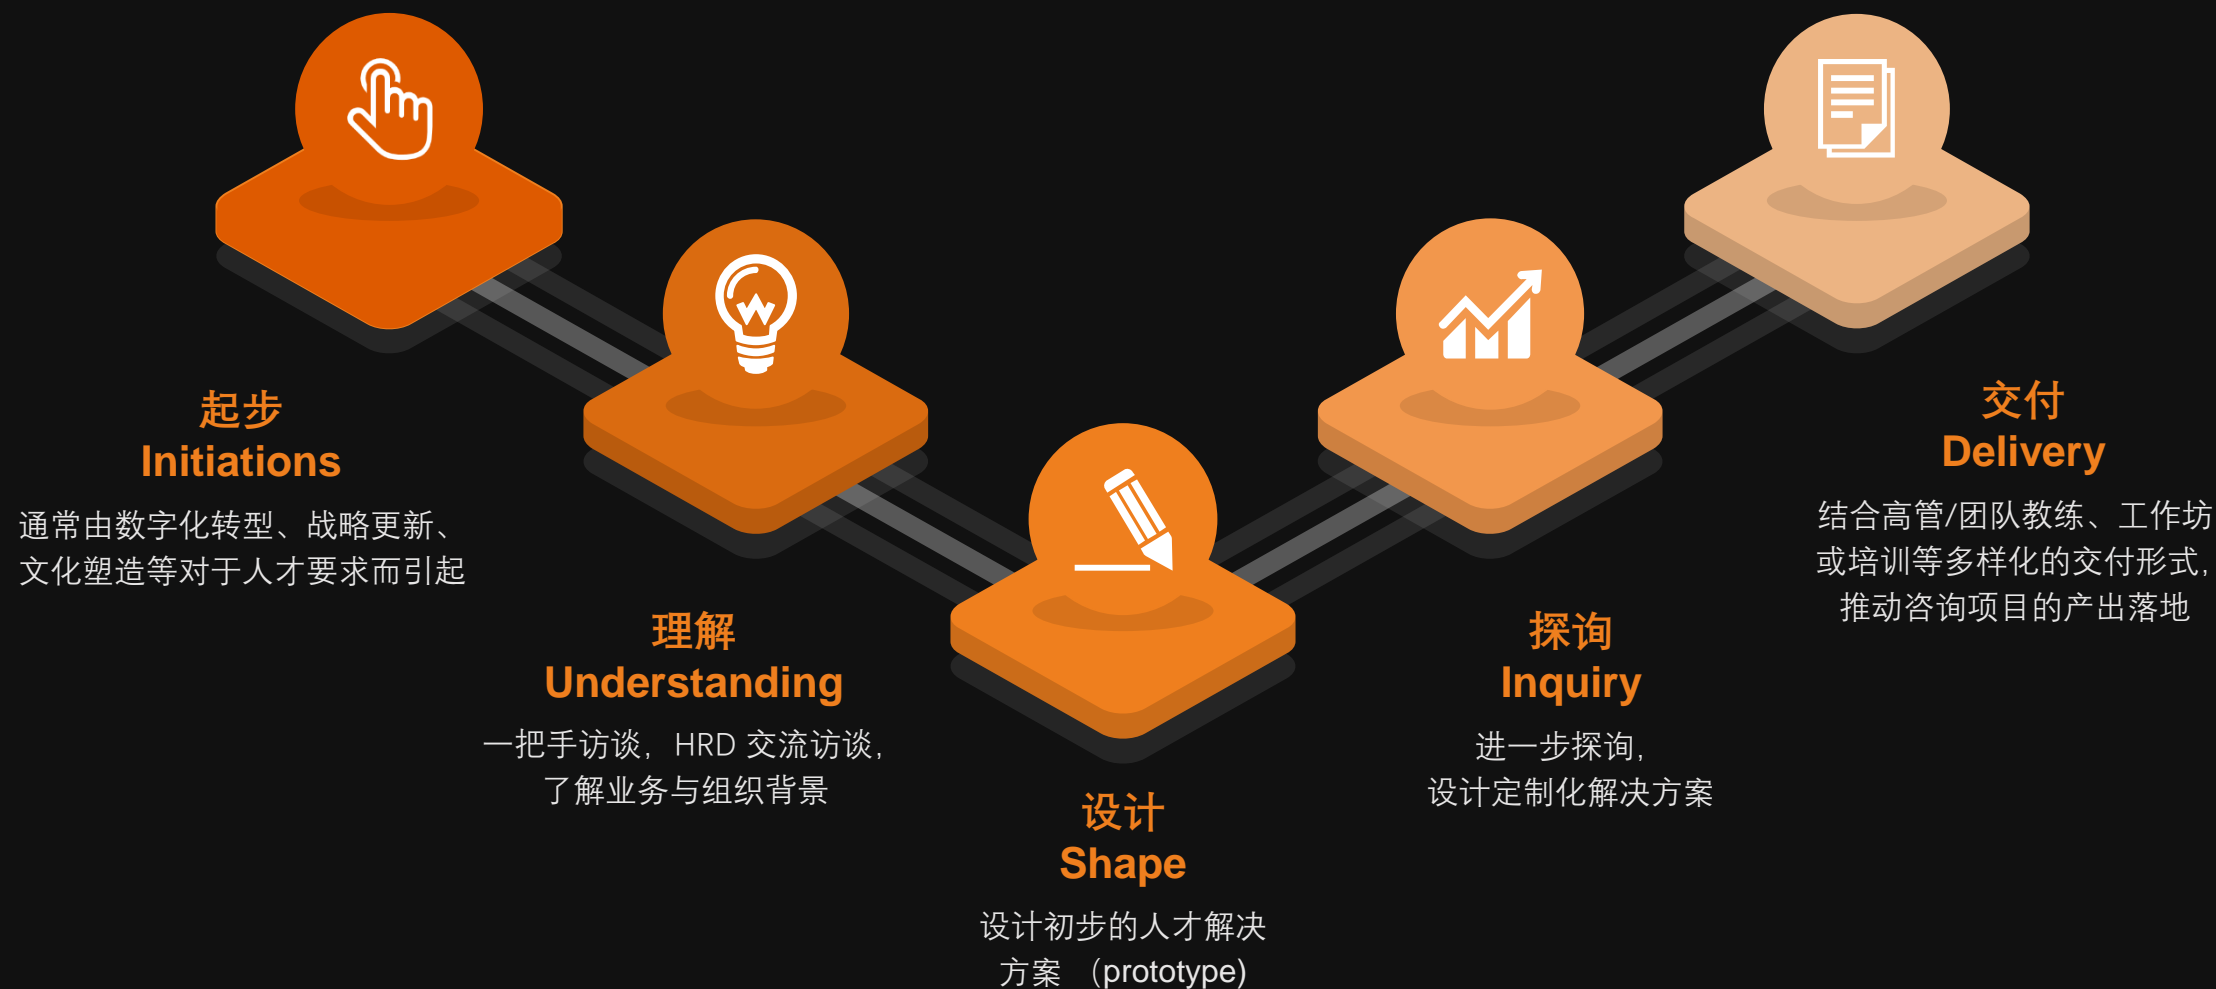 起步
Initiations
通常由数字化转型、战略更新、
文化塑造等对于人才要求而引起
理解
Understanding
一把手访谈，HRD 交流访谈，
了解业务与组织背景
设计
Shape
设计初步的人才解决
方案 （prototype)
探询
Inquiry
进一步探询，
设计定制化解决方案
交付
Delivery
结合高管/团队教练、工作坊
或培训等多样化的交付形式，
推动咨询项目的产出落地